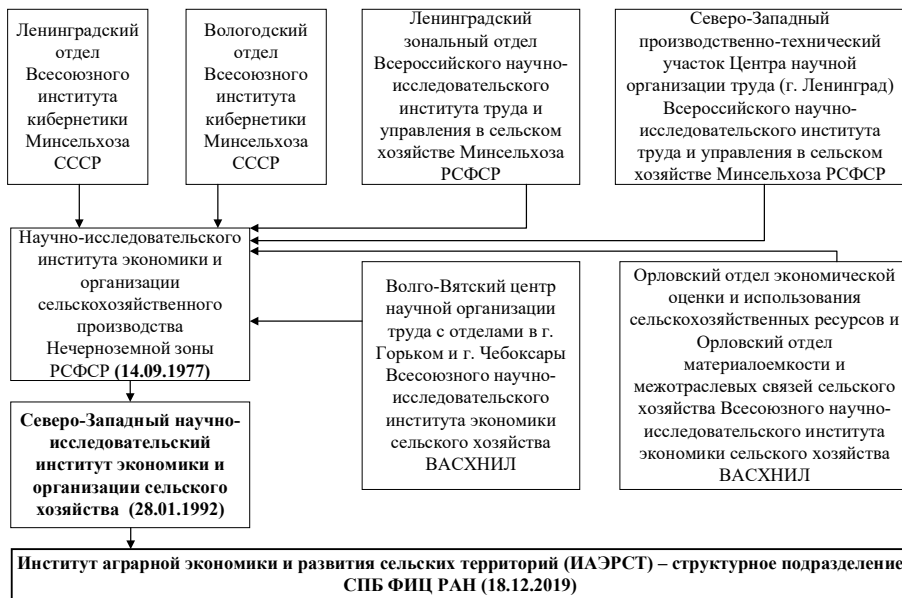 Ленинградский
отдел
Всесоюзного
института
кибернетики
Минсельхоза
СССР
Вологодский
отдел
Всесоюзного
института
кибернетики
Минсельхоза
СССР
Ленинградский
зональный отдел
Всероссийского научно-
исследовательского
института труда и
управления в сельском
хозяйстве Минсельхоза
РСФСР
Северо-Западный
производственно-технический
участок Центра научной
организации труда (г. Ленинград)
Всероссийского научно-
исследовательского института
труда и управления в сельском
хозяйстве Минсельхоза РСФСР
Научно-исследовательского
института экономики и
организации
сельскохозяйственного
производства
Нечерноземной зоны
РСФСР (14.09.1977)
Волго-Вятский центр
научной организации
труда с отделами в г.
Горьком и г. Чебоксары
Всесоюзного научно-
исследовательского
института экономики
сельского хозяйства
ВАСХНИЛ
Орловский отдел экономической
оценки и использования
сельскохозяйственных ресурсов и
Орловский отдел
материалоемкости и
межотраслевых связей сельского
хозяйства Всесоюзного научно-
исследовательского института
экономики сельского хозяйства
ВАСХНИЛ
Северо-Западный научно-
исследовательский
институт экономики и
организации сельского
хозяйства (28.01.1992)
Институт аграрной экономики и развития сельских территорий (ИАЭРСТ) – структурное подразделение
СПБ ФИЦ РАН (18.12.2019)